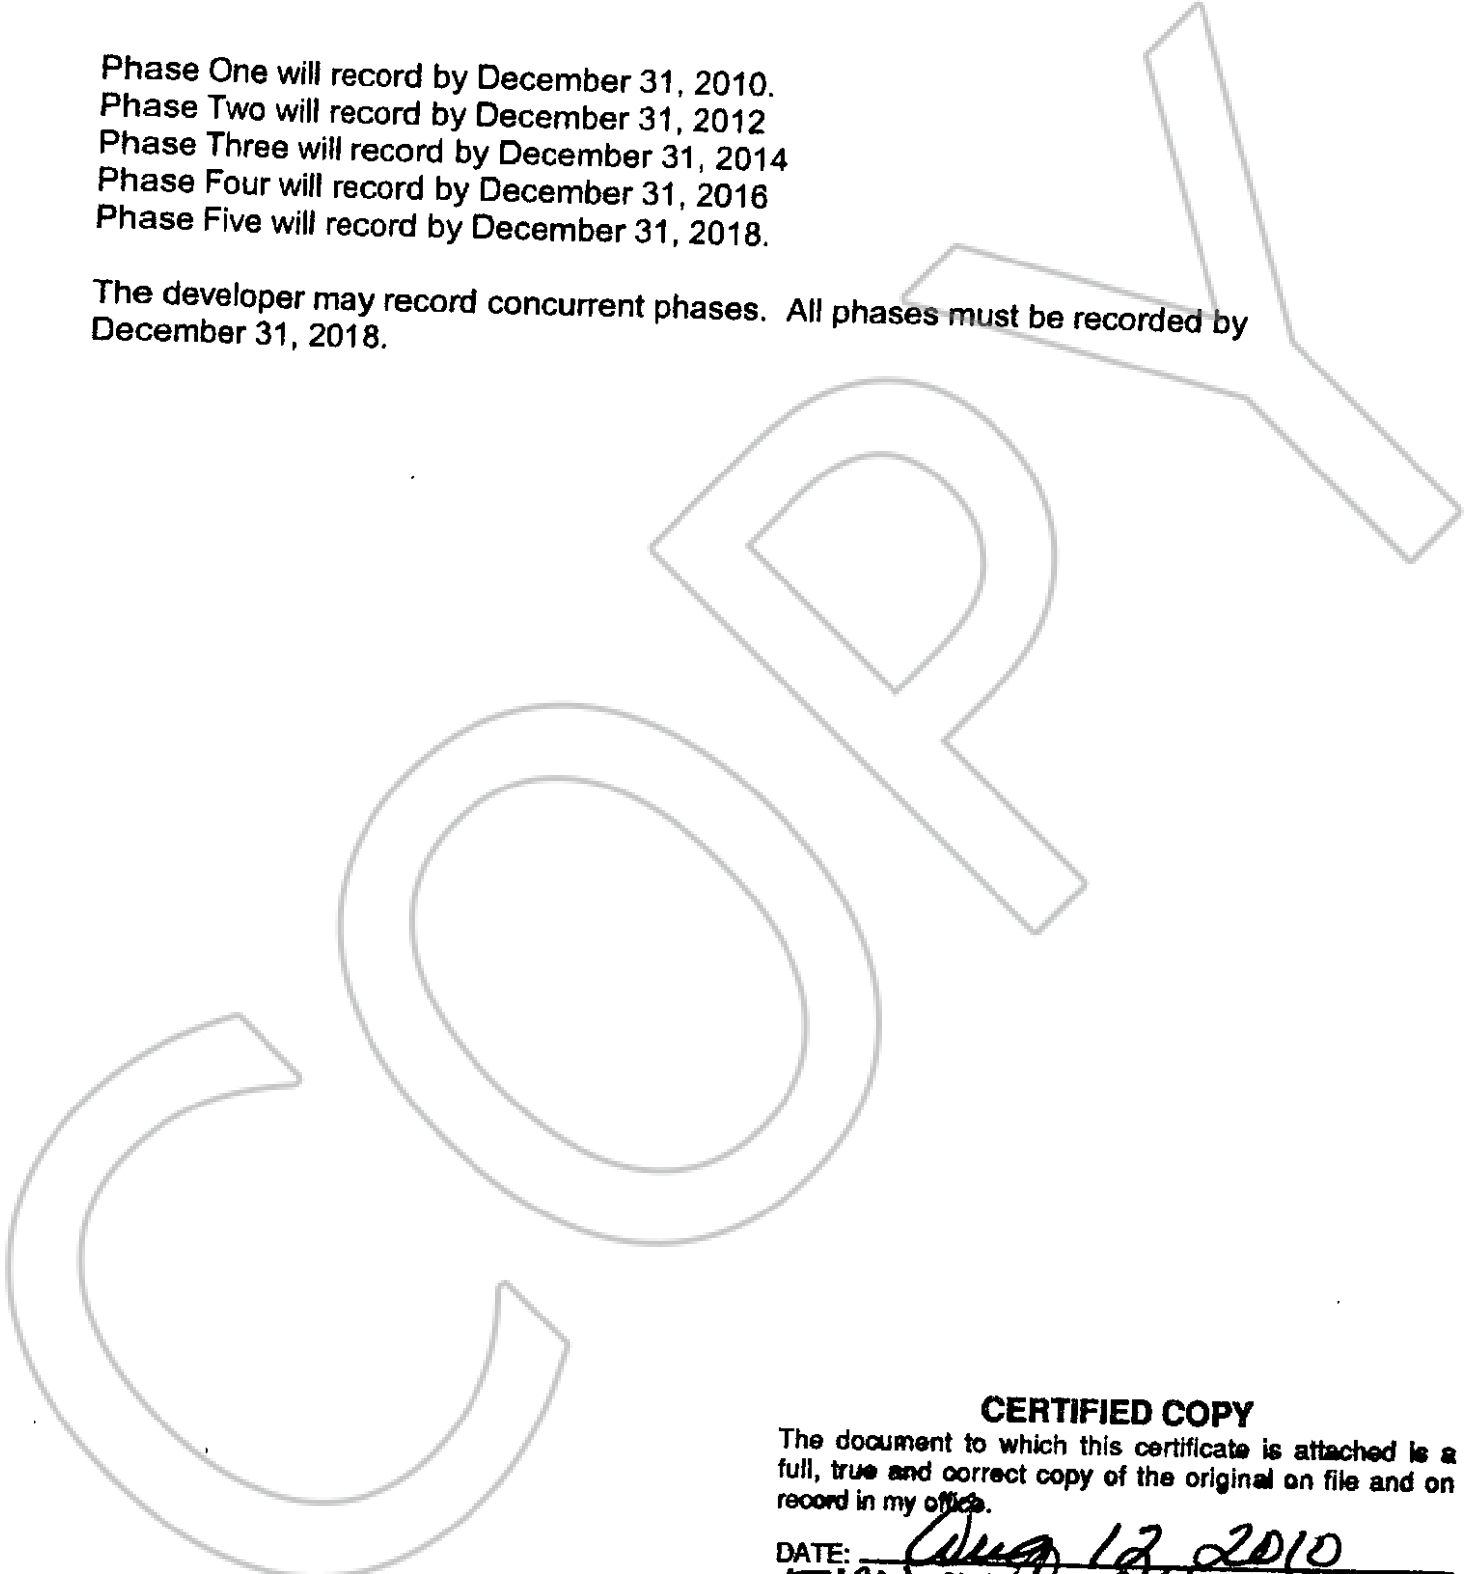 Phase One will record by December 31, 2010.
Phase Two will record by December 31, 2012
Phase Three will record by December 31, 2014
Phase Four will record by December 31, 2016
Phase Five will record by December 31, 2018.
The developer may record concurrent phases. All phases must be recorded by
December 31, 2018.
COPY
CERTIFIED COPY
The document to which this certificate is attached is a
full, true and correct copy of the original on file and on
record in my office.
DATE: Aug 12 2010